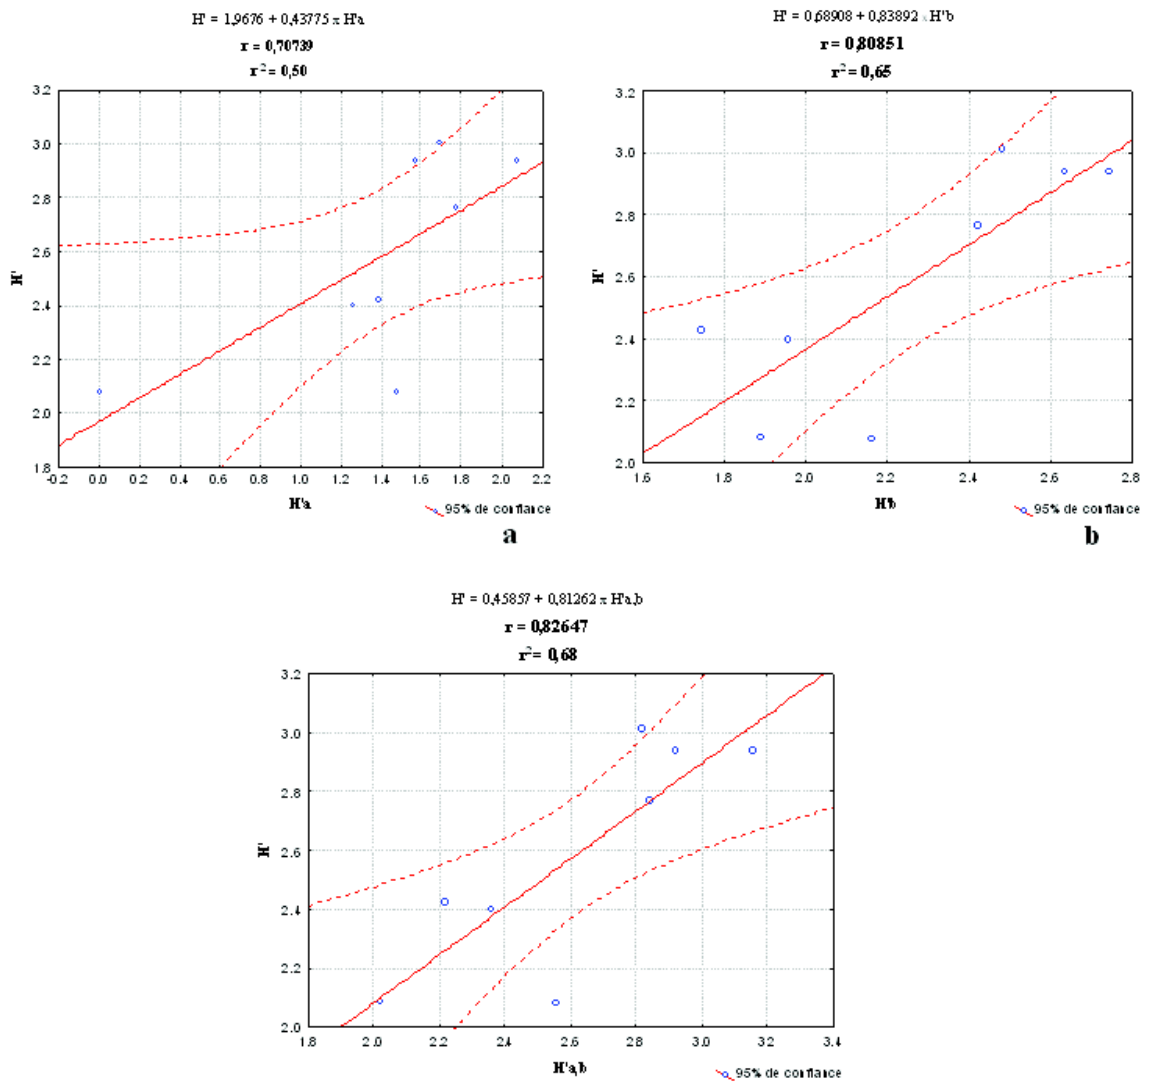 H' = 1,9676 + 0,43775 x H'a
r = 0,70739
r² = 0,50
3.2
3.0
2.8
2.6
2.4
2.2
2.0
1.8
H'
-0.2 0.0 0.2 0.4 0.6 0.8 1.0 1.2 1.4 1.6 1.8 2.0 2.2
H'a
95% de confiance
a
H' = 0,68908 + 0,83892 x H'b
r = 0,80851
r² = 0,65
3.2
3.0
2.8
2.6
2.4
2.2
2.0
H'
1.6 1.8 2.0 2.2 2.4 2.6 2.8
H'b
95% de confiance
b
H' = 0,45857 + 0,81262 x H'a,b
r = 0,82647
r² = 0,68
3.2
3.0
2.8
2.6
2.4
2.2
2.0
H'
1.8 2.0 2.2 2.4 2.6 2.8 3.0 3.2 3.4
H'a,b
95% de confiance